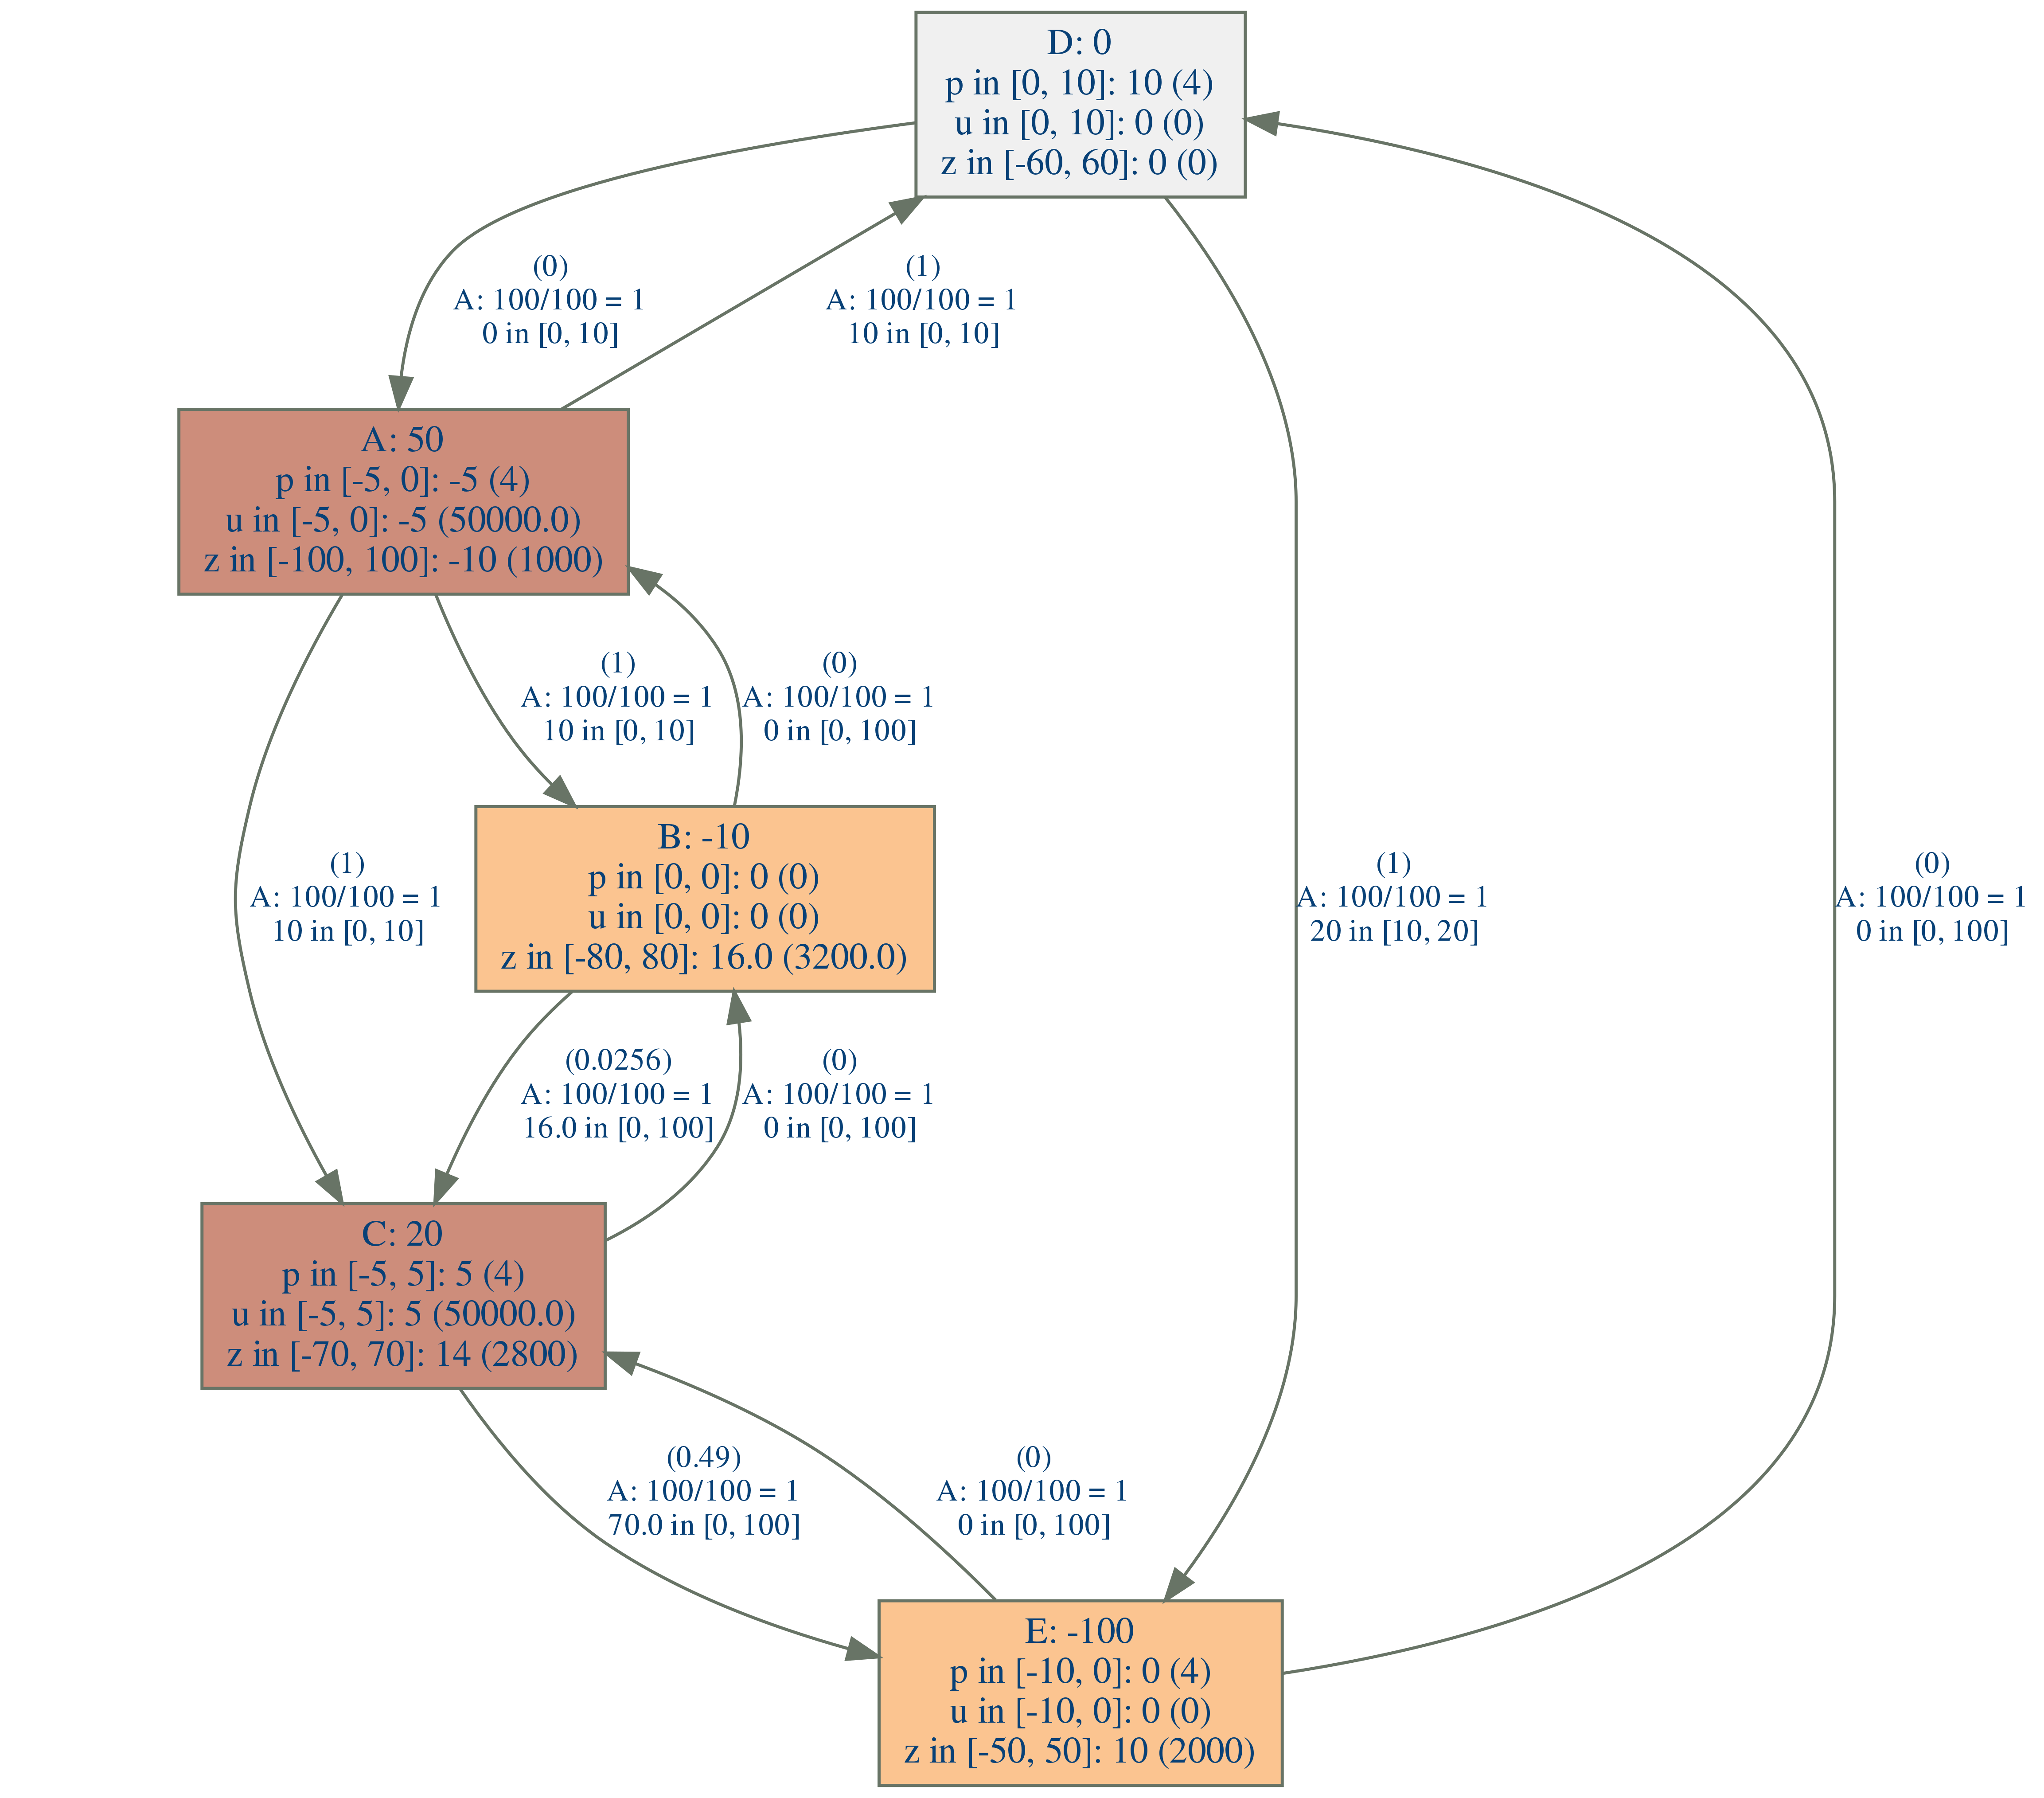 D: 0
p in [0, 10]: 10 (4)
u in [0, 10]: 0 (0)
z in [-60, 60]: 0 (0)
(0)
A: 100/100 = 1
0 in [0, 10]
(1)
A: 100/100 = 1
10 in [0, 10]
A: 50
p in [-5, 0]: -5 (4)
u in [-5, 0]: -5 (50000.0)
z in [-100, 100]: -10 (1000)
(1)
A: 100/100 = 1
10 in [0, 10]
(0)
A: 100/100 = 1
0 in [0, 100]
(1)
A: 100/100 = 1
10 in [0, 10]
B: -10
p in [0, 0]: 0 (0)
u in [0, 0]: 0 (0)
z in [-80, 80]: 16.0 (3200.0)
(1)
A: 100/100 = 1
20 in [10, 20]
(0)
A: 100/100 = 1
0 in [0, 100]
(0.0256)
A: 100/100 = 1
16.0 in [0, 100]
(0)
A: 100/100 = 1
0 in [0, 100]
C: 20
p in [-5, 5]: 5 (4)
u in [-5, 5]: 5 (50000.0)
z in [-70, 70]: 14 (2800)
(0.49)
A: 100/100 = 1
70.0 in [0, 100]
(0)
A: 100/100 = 1
0 in [0, 100]
E: -100
p in [-10, 0]: 0 (4)
u in [-10, 0]: 0 (0)
z in [-50, 50]: 10 (2000)